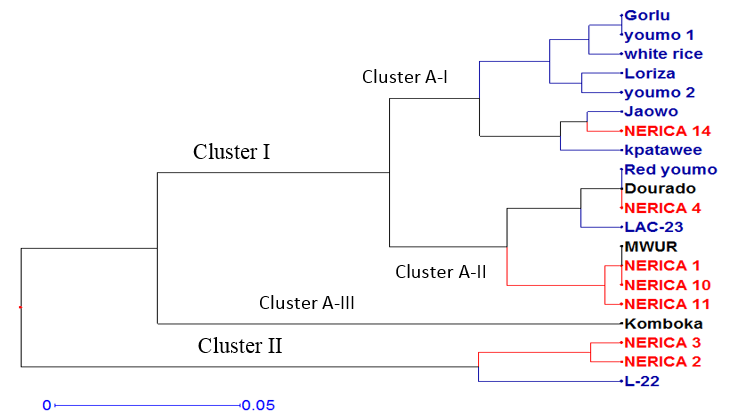 Gorlu
youmo 1
white rice
Cluster A-I
Loriza
youmo 2
Jaowo
NERICA 14
Cluster I
kpatawee
Red youmo
Dourado
NERICA 4
LAC-23
MWUR
NERICA 1
Cluster A-II
NERICA 10
Cluster A-III
NERICA 11
Komboka
Cluster II
NERICA 3
NERICA 2
L-22
0 0.05